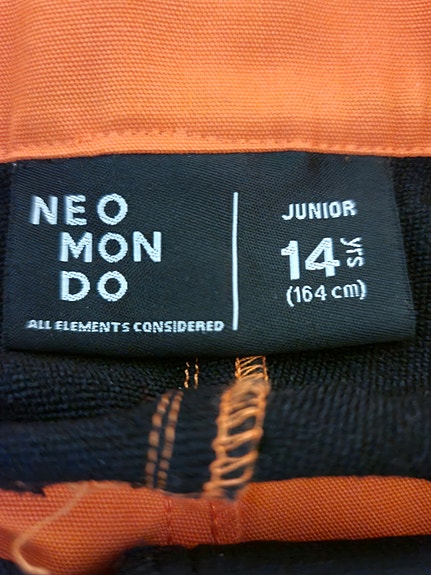 NEO
MON
DO
ALL ELEMENTS CONSIDERED
JUNIOR
14 yrs
(164 cm)